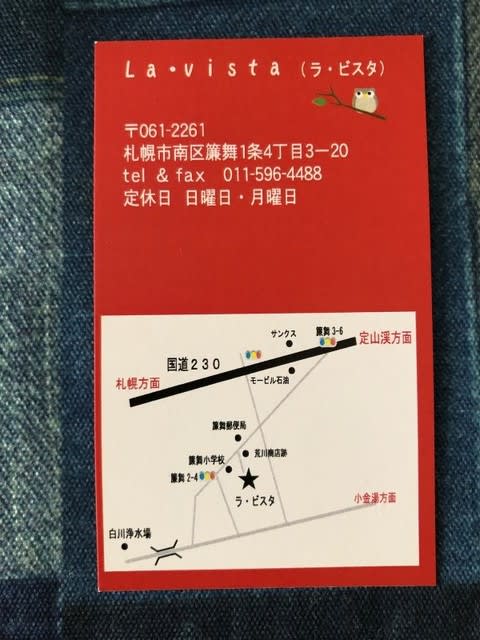 La・vista (ラ・ビスタ)
〒061-2261
札幌市南区簾舞1条4丁目3ー20
tel & fax 011-596-4488
定休日 日曜日・月曜日
サンクス
簾舞3-6
定山渓方面
国道230
モービル石油
札幌方面
簾舞郵便局
荒川商店跡
簾舞小学校
簾舞2-4
ラ・ビスタ
小金湯方面
白川浄水場